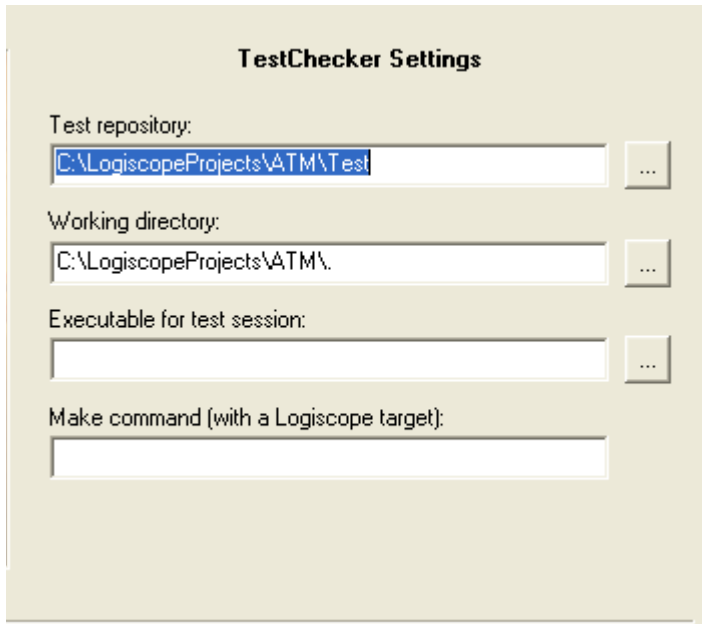 TestChecker Settings
Test repository:
C:\LogiscopeProjects\ATM\Test
...
Working directory:
C:\LogiscopeProjects\ATM\.
...
Executable for test session:
...
Make command (with a Logiscope target):